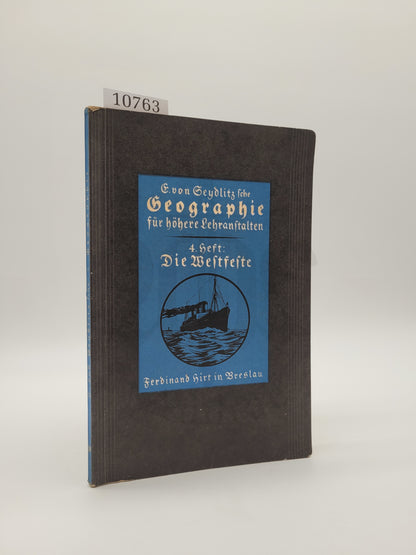 10763
E. von Seydlitz'sche
Geographie
für höhere Lehranstalten
4. Heft:
Die Westfeste
Ferdinand Hirt in Breslau